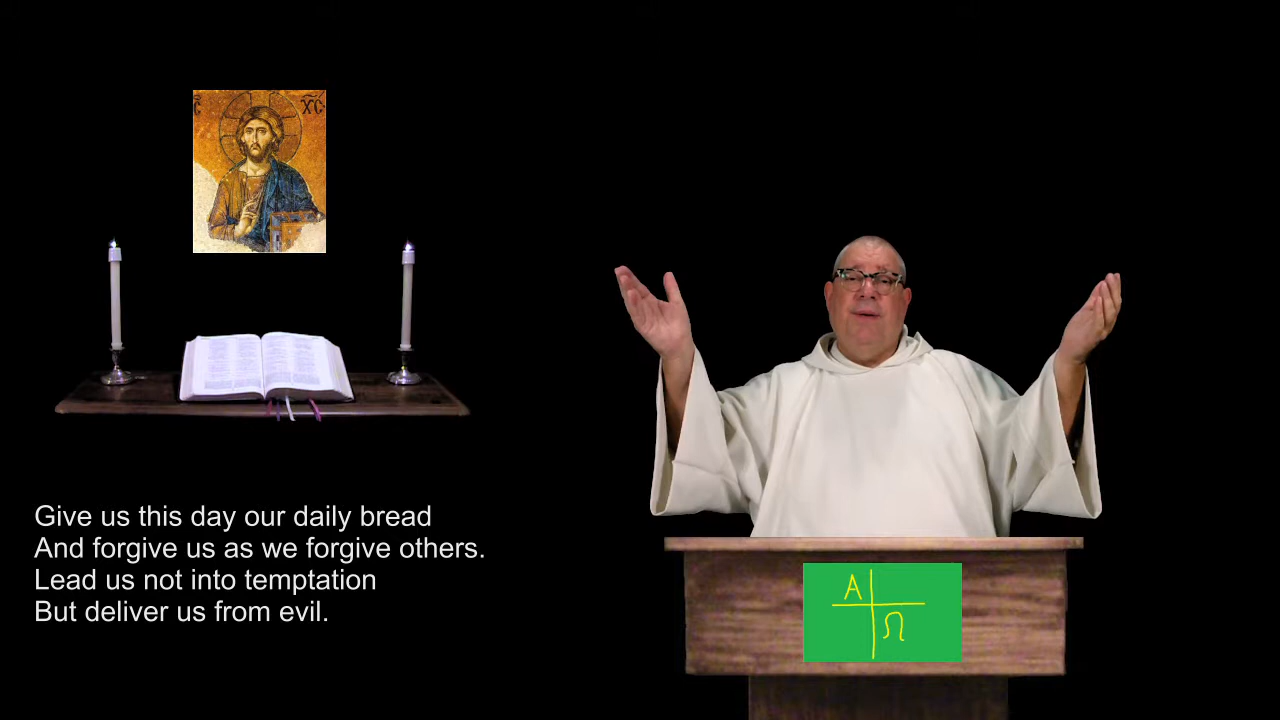 C XC
Give us this day our daily bread
And forgive us as we forgive others.
Lead us not into temptation
But deliver us from evil.
A
Ω